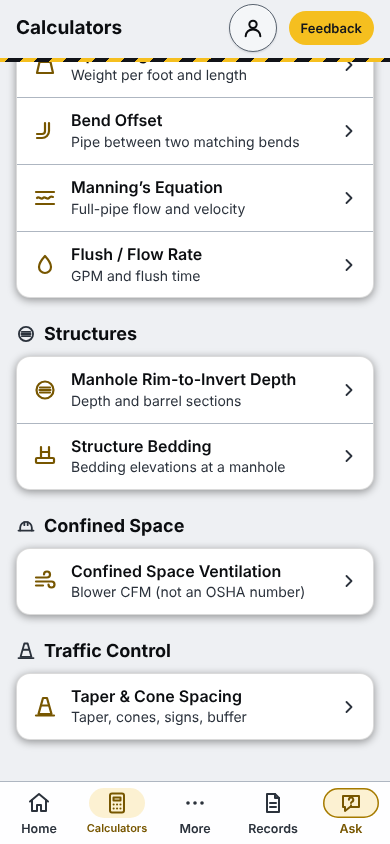 Calculators
Feedback
Weight per foot and length
Bend Offset
Pipe between two matching bends
Manning's Equation
Full-pipe flow and velocity
Flush / Flow Rate
GPM and flush time
Structures
Manhole Rim-to-Invert Depth
Depth and barrel sections
Structure Bedding
Bedding elevations at a manhole
Confined Space
Confined Space Ventilation
Blower CFM (not an OSHA number)
Traffic Control
Taper & Cone Spacing
Taper, cones, signs, buffer
Home
Calculators
More
Records
Ask